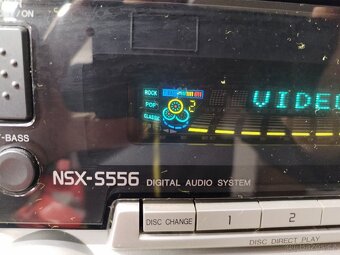 /ON
ROCK
POP
CLASSIC
2
VIDEO
T-BASS
NSX-S556 DIGITAL AUDIO SYSTEM
DISC CHANGE 1 2
DISC DIRECT PLAY